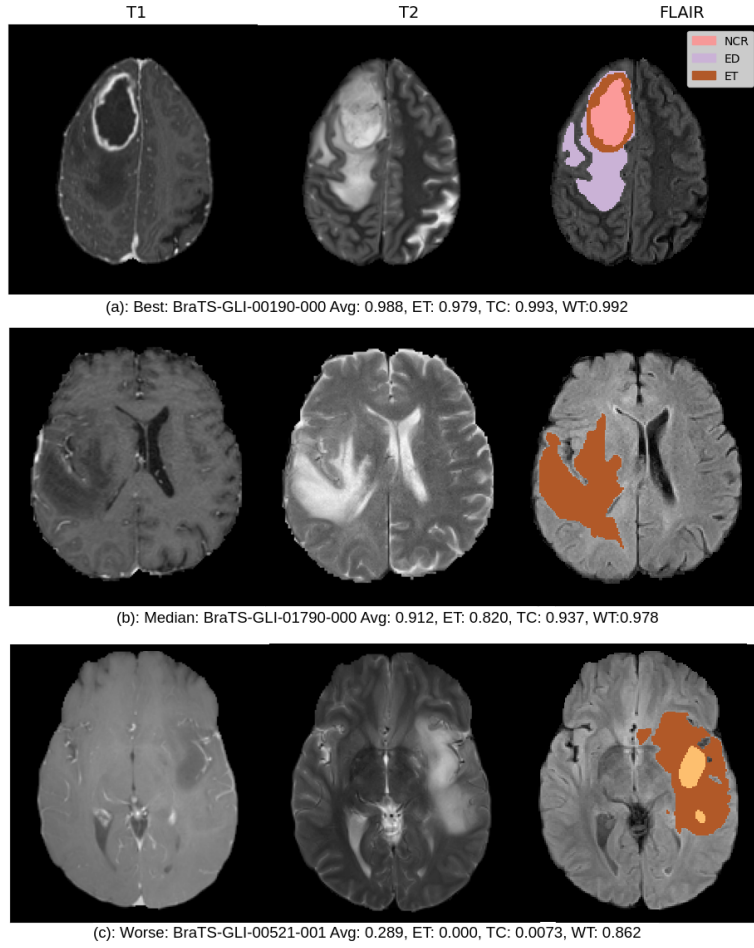 T1 T2 FLAIR
NCR
ED
ET
(a): Best: BraTS-GLI-00190-000 Avg: 0.988, ET: 0.979, TC: 0.993, WT:0.992
(b): Median: BraTS-GLI-01790-000 Avg: 0.912, ET: 0.820, TC: 0.937, WT:0.978
(c): Worse: BraTS-GLI-00521-001 Avg: 0.289, ET: 0.000, TC: 0.0073, WT: 0.862